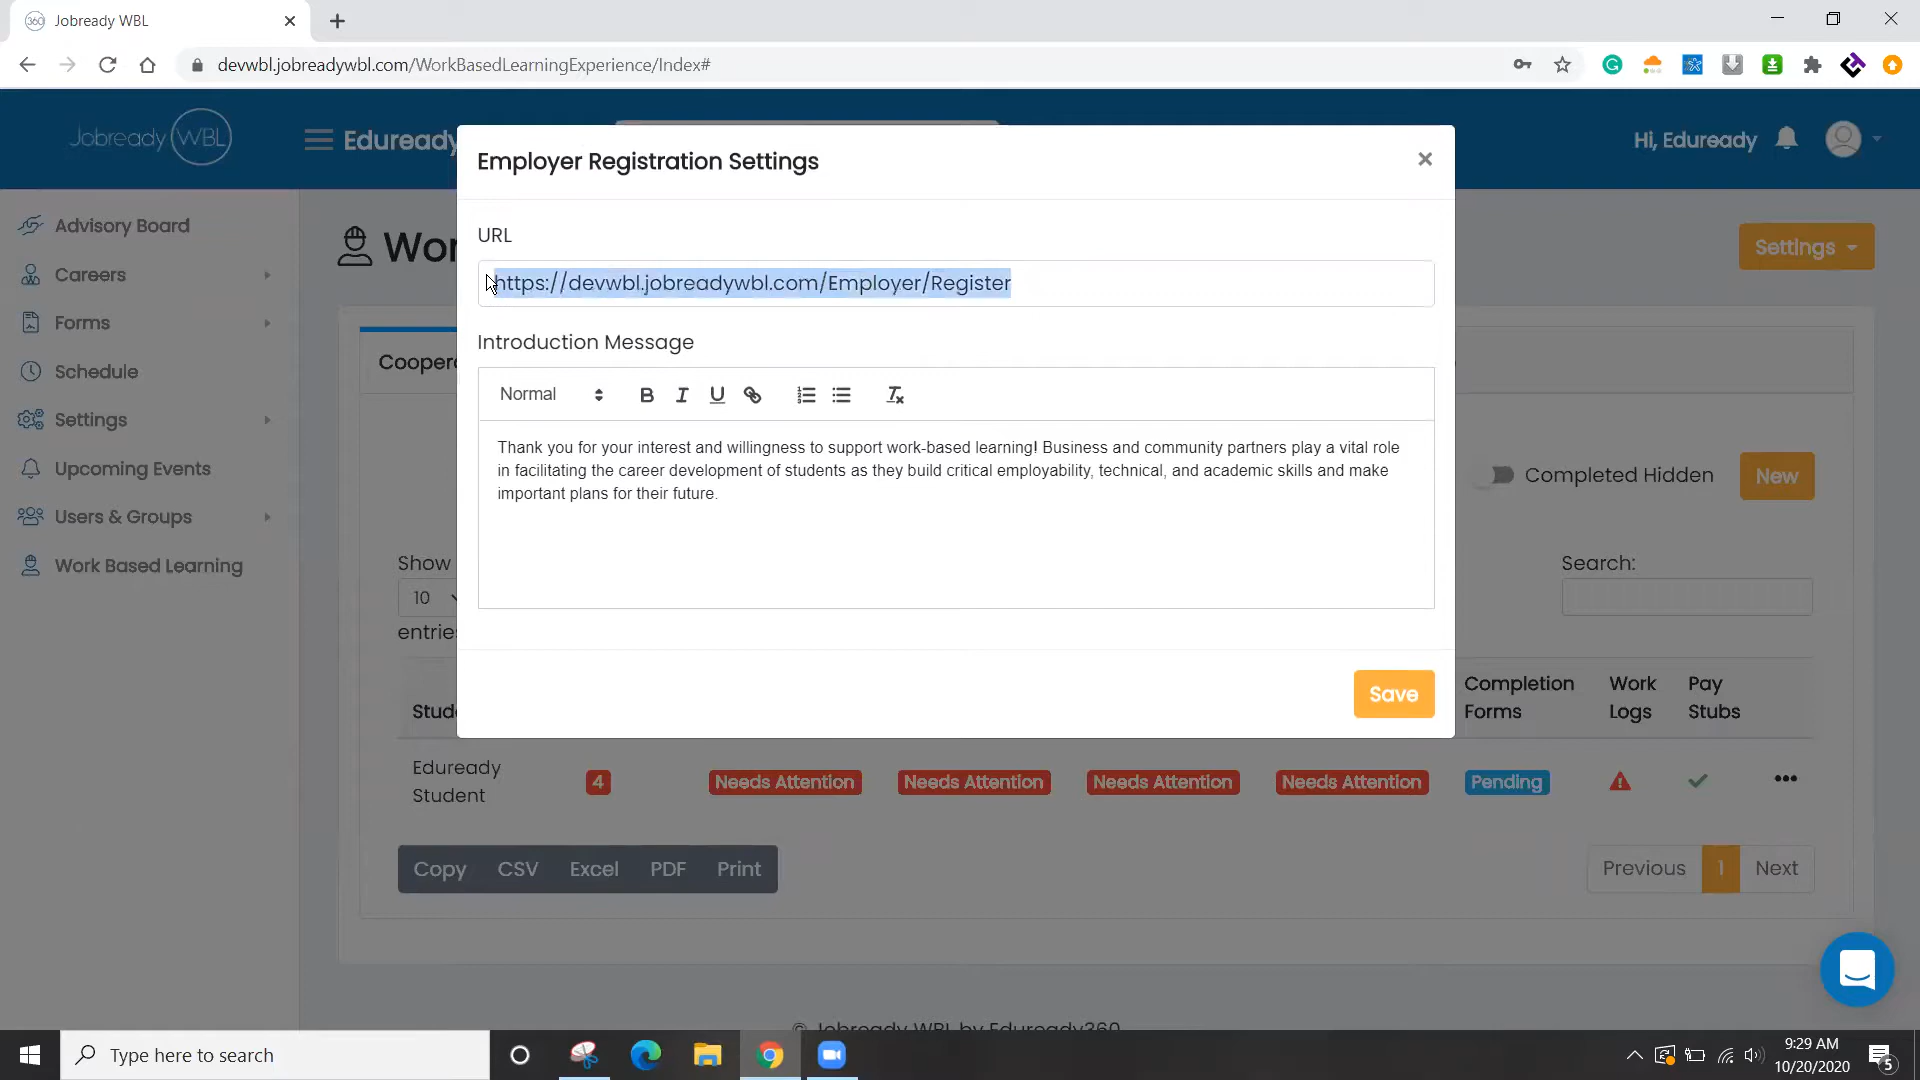 360 Jobready WBL
devwbl.jobreadywbl.com/WorkBasedLearningExperience/Index#
Jobready WBL
Eduready
Hi, Eduready
Employer Registration Settings
Advisory Board
Careers
Forms
Schedule
Settings
Upcoming Events
Users & Groups
Work Based Learning
Settings
URL
https://devwbl.jobreadywbl.com/Employer/Register
Introduction Message
Normal
Thank you for your interest and willingness to support work-based learning! Business and community partners play a vital role
in facilitating the career development of students as they build critical employability, technical, and academic skills and make
important plans for their future.
Save
Completed Hidden
New
Show
10
Search:
Completion
Forms
Work
Logs
Pay
Stubs
Eduready
Student
4
Needs Attention
Needs Attention
Needs Attention
Needs Attention
Pending
Copy CSV Excel PDF Print
Previous 1 Next
© Jobready WBL by Eduready360
Type here to search
9:29 AM
10/20/2020
5